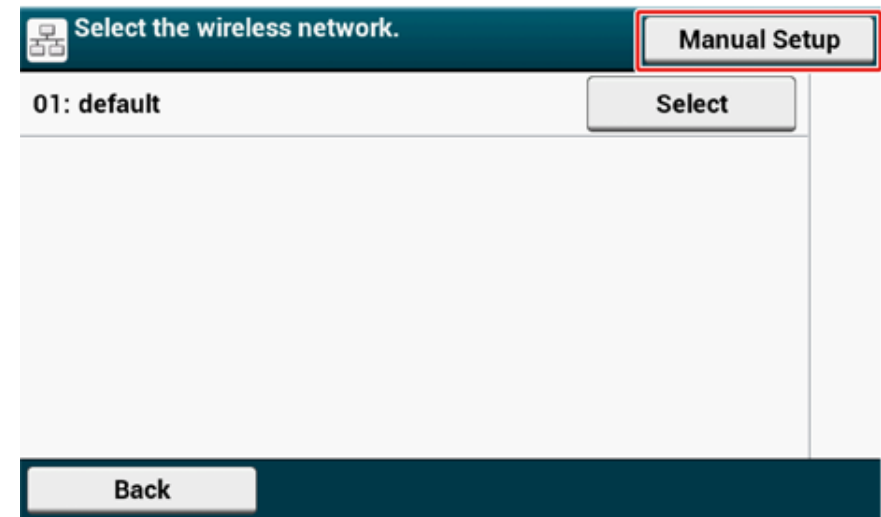 Select the wireless network.
Manual Setup
01: default
Select
Back